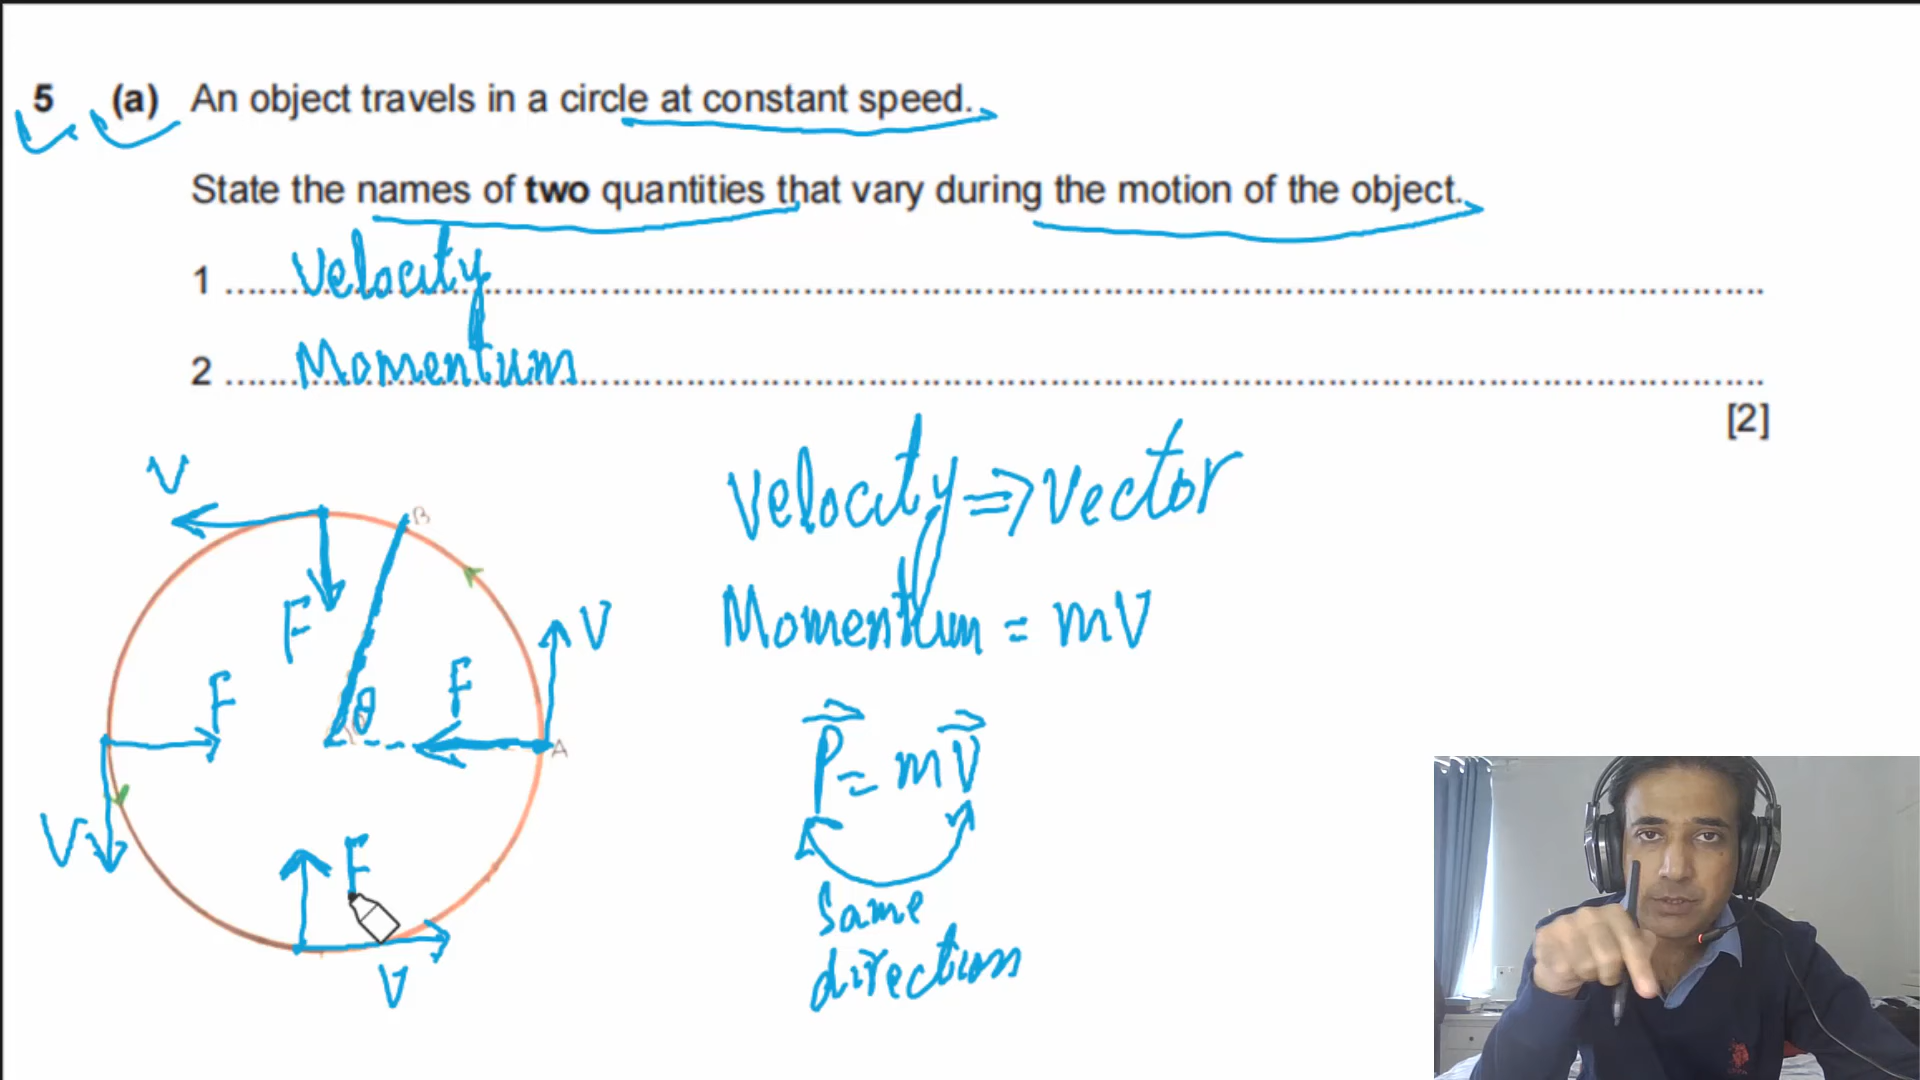 5 (a) An object travels in a circle at constant speed.
State the names of two quantities that vary during the motion of the object.
1 Velocity
2 Momentum
[2]
V
B
F
θ
F
F
V
A
V
F
V
Velocity ⇒ Vector
Momentum = mV
P = mV
Same
direction